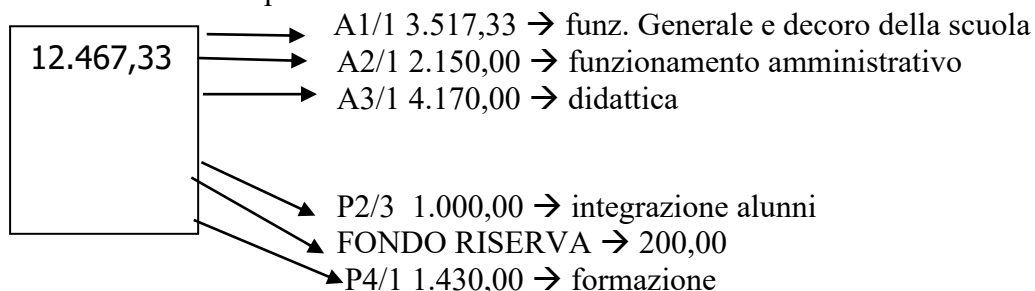 A1/1 3.517,33 → funz. Generale e decoro della scuola
12.467,33
A2/1 2.150,00 → funzionamento amministrativo
A3/1 4.170,00 → didattica
P2/3 1.000,00 → integrazione alunni
FONDO RISERVA → 200,00
P4/1 1.430,00 → formazione